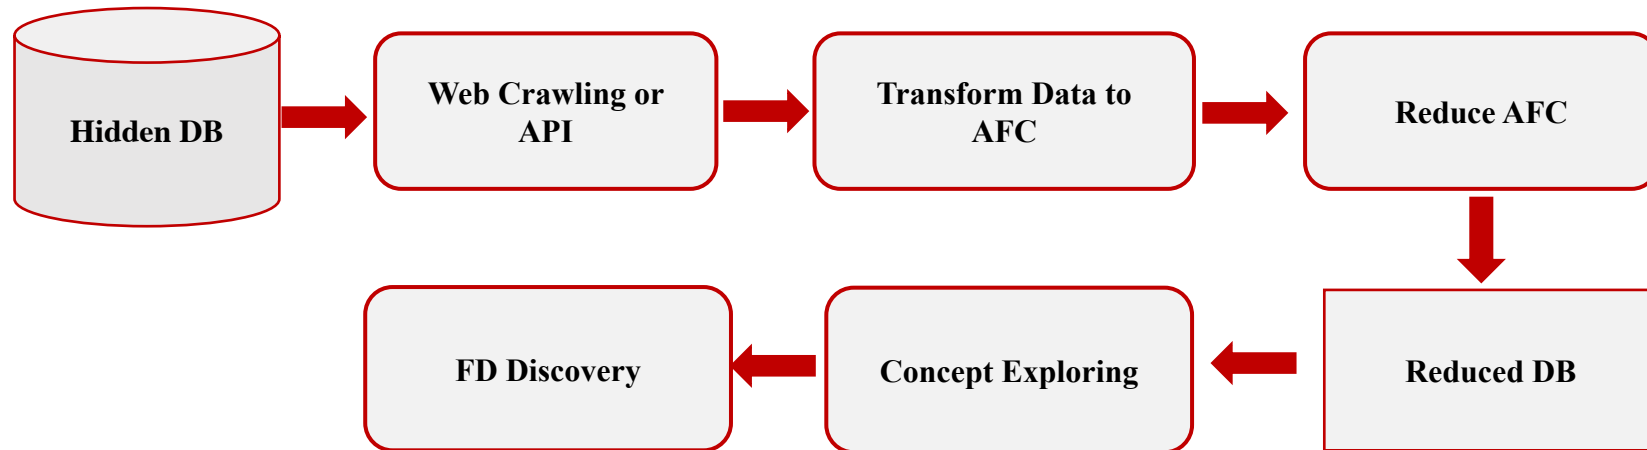 Hidden DB
Web Crawling or
API
Transform Data to
AFC
Reduce AFC
Reduced DB
Concept Exploring
FD Discovery